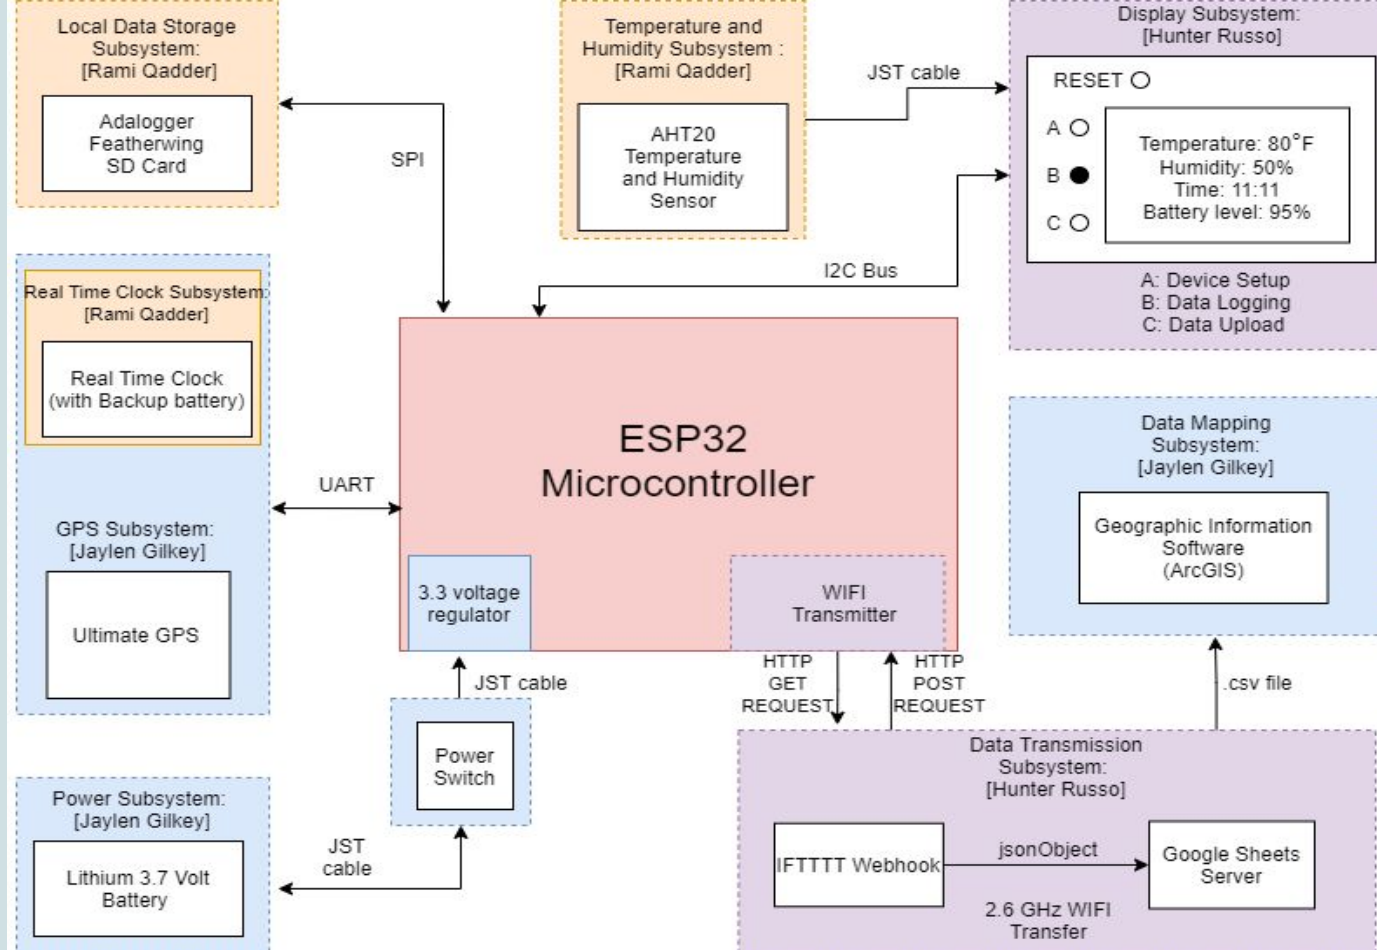 Local Data Storage
Subsystem:
[Rami Qadder]
Adalogger
Featherwing
SD Card
SPI
Temperature and
Humidity Subsystem :
[Rami Qadder]
AHT20
Temperature
and Humidity
Sensor
JST cable
I2C Bus
Display Subsystem:
[Hunter Russo]
RESET
A
B
C
Temperature: 80°F
Humidity: 50%
Time: 11:11
Battery level: 95%
A: Device Setup
B: Data Logging
C: Data Upload
Real Time Clock Subsystem:
[Rami Qadder]
Real Time Clock
(with Backup battery)
GPS Subsystem:
[Jaylen Gilkey]
Ultimate GPS
UART
ESP32
Microcontroller
3.3 voltage
regulator
WIFI
Transmitter
Data Mapping
Subsystem:
[Jaylen Gilkey]
Geographic Information
Software
(ArcGIS)
JST cable
Power
Switch
HTTP
GET
REQUEST
HTTP
POST
REQUEST
.csv file
Power Subsystem:
[Jaylen Gilkey]
Lithium 3.7 Volt
Battery
JST
cable
Data Transmission
Subsystem:
[Hunter Russo]
IFTTTT Webhook
jsonObject
Google Sheets
Server
2.6 GHz WIFI
Transfer